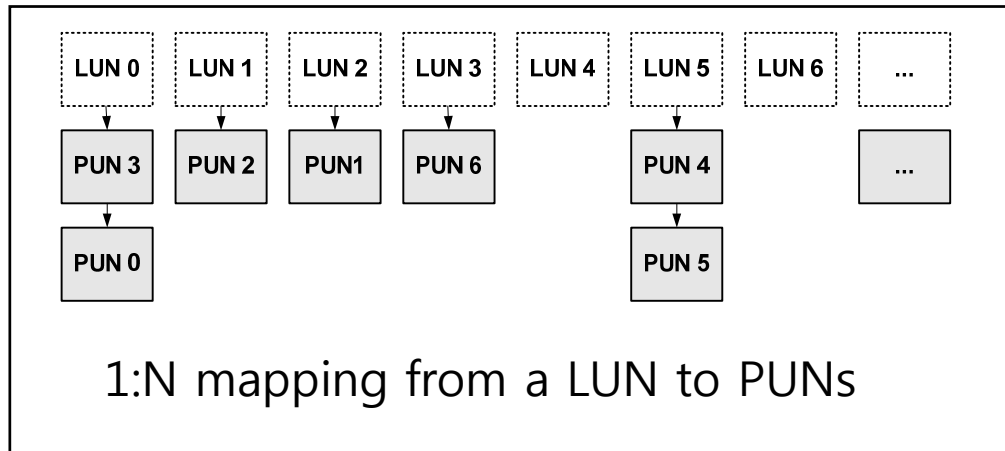 LUN 0 LUN 1 LUN 2 LUN 3 LUN 4 LUN 5 LUN 6 ...
PUN 3 PUN 2 PUN1 PUN 6 PUN 4 ...
PUN 0 PUN 5
1:N mapping from a LUN to PUNs